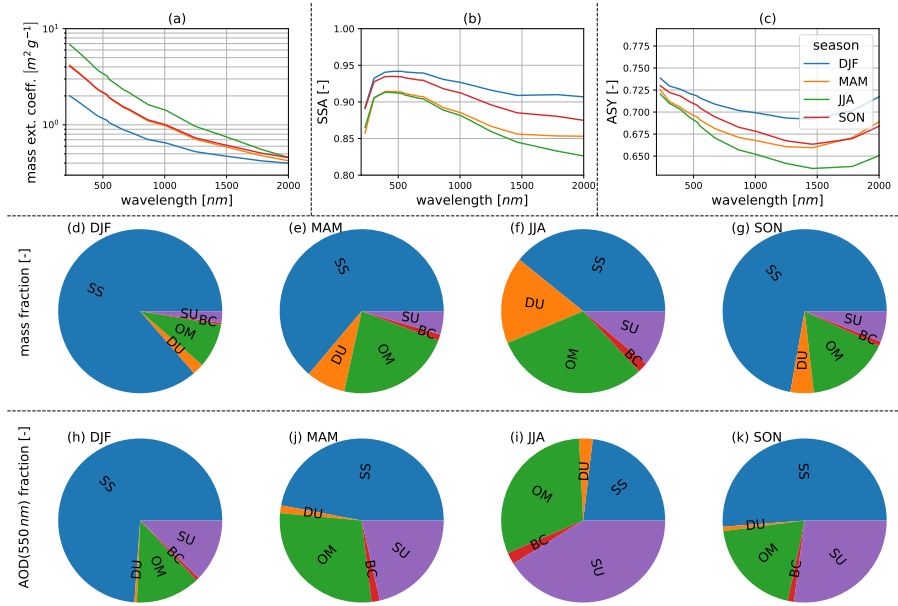 (a) (b) (c)
mass ext. coeff. [m² g⁻¹]
10¹
10⁰
500 1000 1500 2000
wavelength [nm]
SSA [-]
1.00
0.95
0.90
0.85
0.80
500 1000 1500 2000
wavelength [nm]
ASY [-]
0.775
0.750
0.725
0.700
0.675
0.650
500 1000 1500 2000
wavelength [nm]
season
DJF
MAM
JJA
SON
mass fraction [-]
(d) DJF (e) MAM (f) JJA (g) SON
SS DU OM BC SU
SS DU OM BC SU
SS DU OM BC SU
SS DU OM BC SU
AOD(550 nm) fraction [-]
(h) DJF (j) MAM (i) JJA (k) SON
SS DU OM BC SU
SS DU OM BC SU
SS DU OM BC SU
SS DU OM BC SU